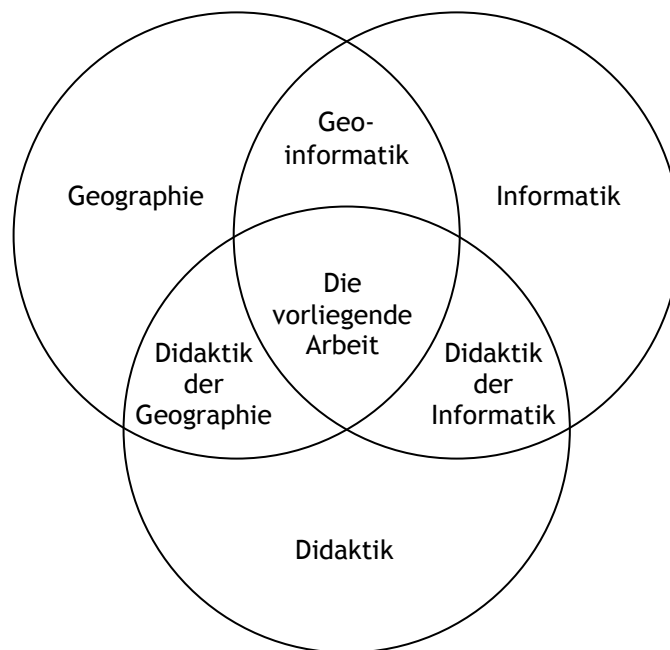 Geo-
informatik
Geographie
Informatik
Die
vorliegende
Arbeit
Didaktik
der
Geographie
Didaktik
der
Informatik
Didaktik